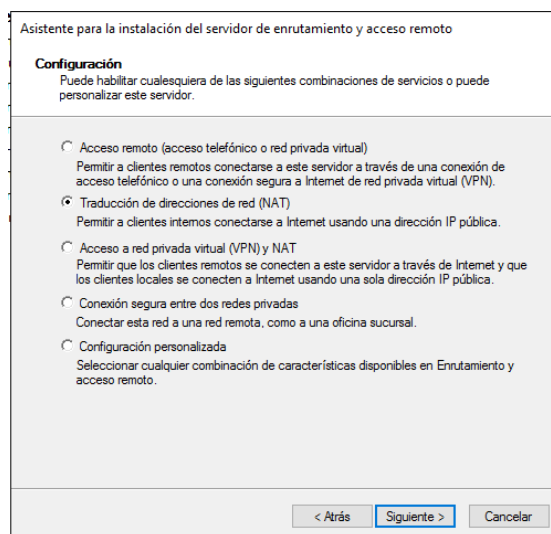 Asistente para la instalación del servidor de enrutamiento y acceso remoto
Configuración
Puede habilitar cualesquiera de las siguientes combinaciones de servicios o puede
personalizar este servidor.
Acceso remoto (acceso telefónico o red privada virtual)
Permitir a clientes remotos conectarse a este servidor a través de una conexión de
acceso telefónico o una conexión segura a Internet de red privada virtual (VPN).
Traducción de direcciones de red (NAT)
Permitir a clientes internos conectarse a Internet usando una dirección IP pública.
Acceso a red privada virtual (VPN) y NAT
Permitir que los clientes remotos se conecten a este servidor a través de Internet y que
los clientes locales se conecten a Internet usando una sola dirección IP pública.
Conexión segura entre dos redes privadas
Conectar esta red a una red remota, como a una oficina sucursal.
Configuración personalizada
Seleccionar cualquier combinación de características disponibles en Enrutamiento y
acceso remoto.
< Atrás Siguiente > Cancelar